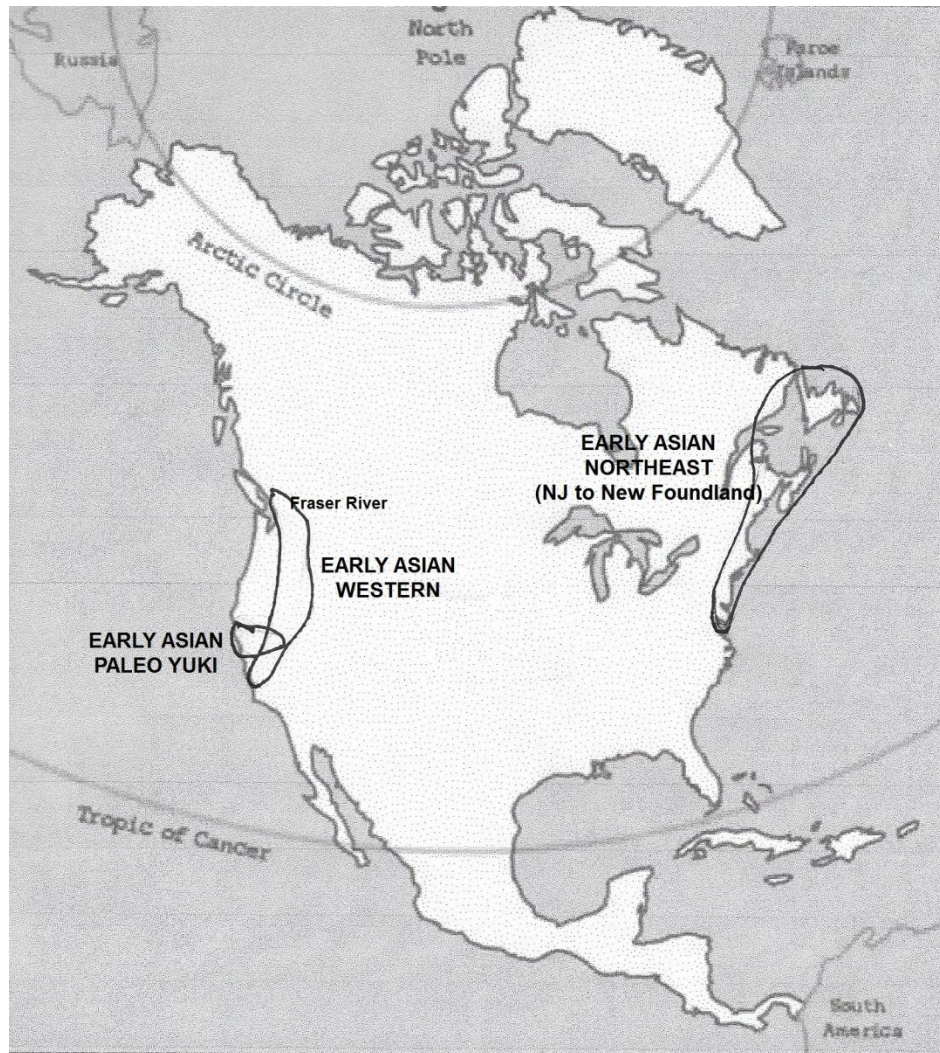 North
Pole
Russia
Faroe
Islands
Arctic Circle
EARLY ASIAN
NORTHEAST
(NJ to New Foundland)
Fraser River
EARLY ASIAN
WESTERN
EARLY ASIAN
PALEO YUKI
Tropic of Cancer
South
America